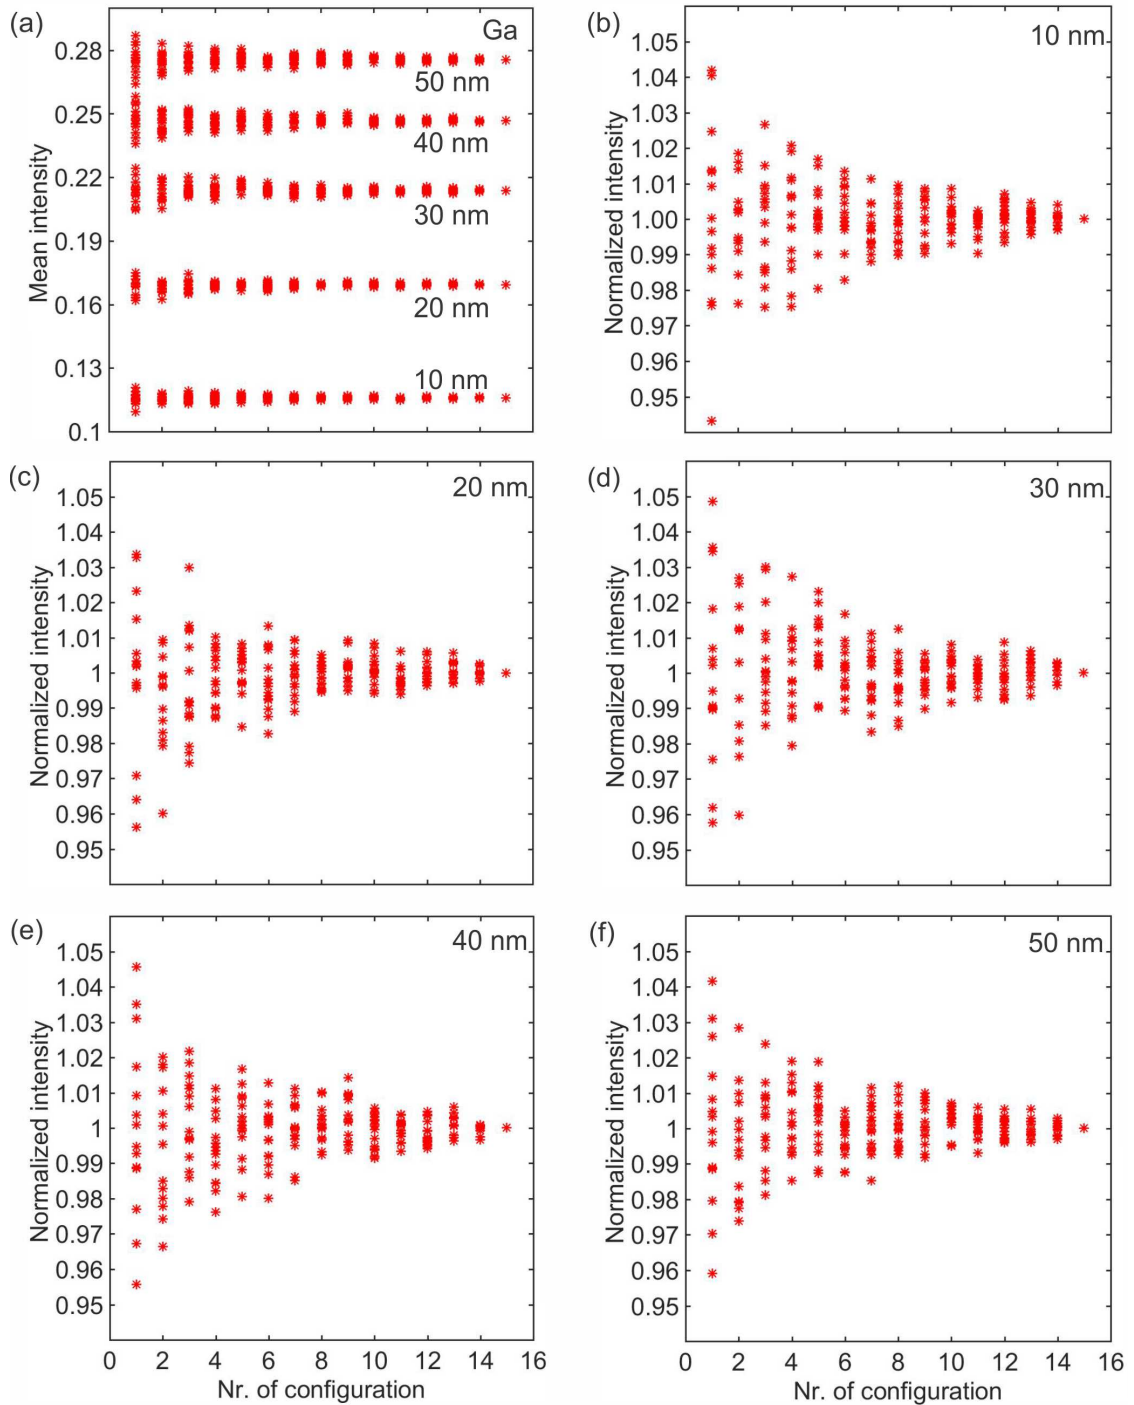 (a)
Ga
0.28
0.25
0.22
0.19
0.16
0.13
0.1
Mean intensity
50 nm
40 nm
30 nm
20 nm
10 nm
(b)
10 nm
1.05
1.04
1.03
1.02
1.01
1.00
0.99
0.98
0.97
0.96
0.95
Normalized intensity
(c)
20 nm
1.05
1.04
1.03
1.02
1.01
1
0.99
0.98
0.97
0.96
0.95
Normalized intensity
(d)
30 nm
1.05
1.04
1.03
1.02
1.01
1
0.99
0.98
0.97
0.96
0.95
Normalized intensity
(e)
40 nm
1.05
1.04
1.03
1.02
1.01
1
0.99
0.98
0.97
0.96
0.95
Normalized intensity
0 2 4 6 8 10 12 14 16
Nr. of configuration
(f)
50 nm
1.05
1.04
1.03
1.02
1.01
1
0.99
0.98
0.97
0.96
0.95
Normalized intensity
0 2 4 6 8 10 12 14 16
Nr. of configuration